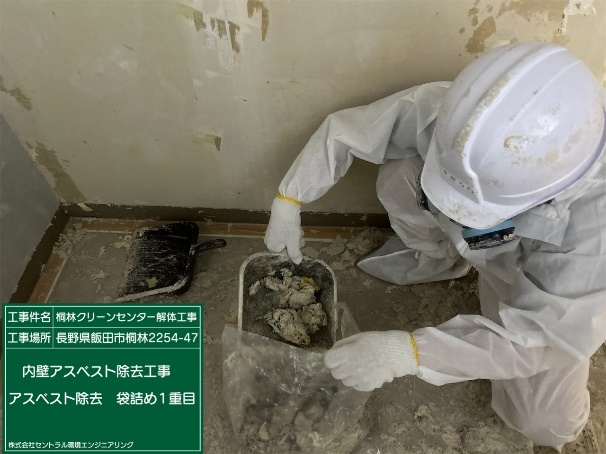 工事件名 桐林クリーンセンター解体工事
工事場所 長野県飯田市桐林2254-47
内壁アスベスト除去工事
アスベスト除去 袋詰め1重目
株式会社セントラル環境エンジニアリング